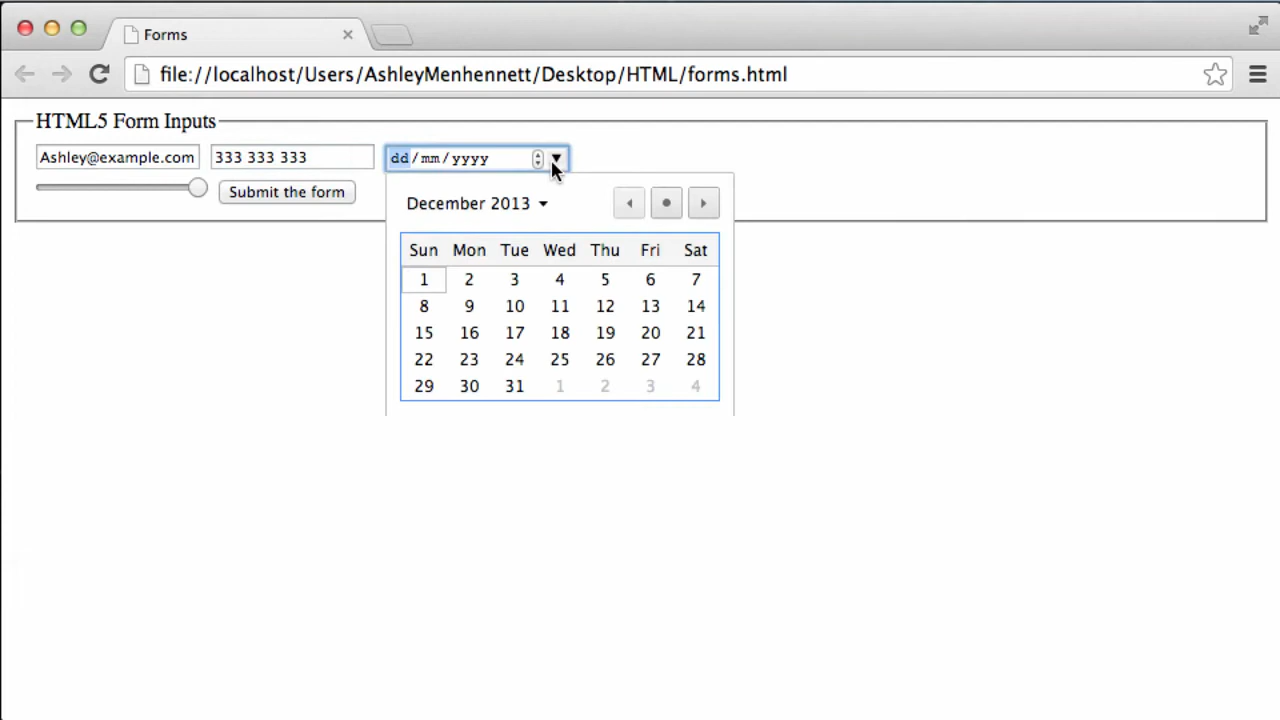 Forms
file://localhost/Users/AshleyMenhennett/Desktop/HTML/forms.html
HTML5 Form Inputs
Ashley@example.com 333 333 333 dd/mm/yyyy
Submit the form
December 2013
Sun Mon Tue Wed Thu Fri Sat
1 2 3 4 5 6 7
8 9 10 11 12 13 14
15 16 17 18 19 20 21
22 23 24 25 26 27 28
29 30 31 1 2 3 4